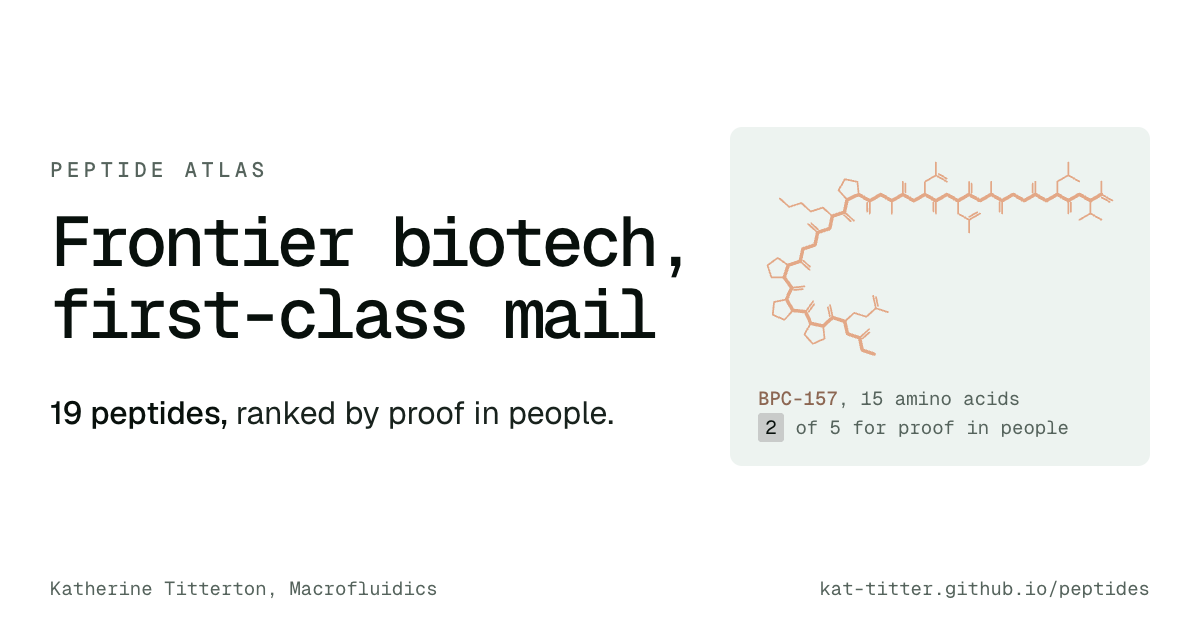 PEPTIDE ATLAS
Frontier biotech,
first-class mail
19 peptides, ranked by proof in people.
BPC-157, 15 amino acids
2 of 5 for proof in people
Katherine Titterton, Macrofluidics
kat-titter.github.io/peptides